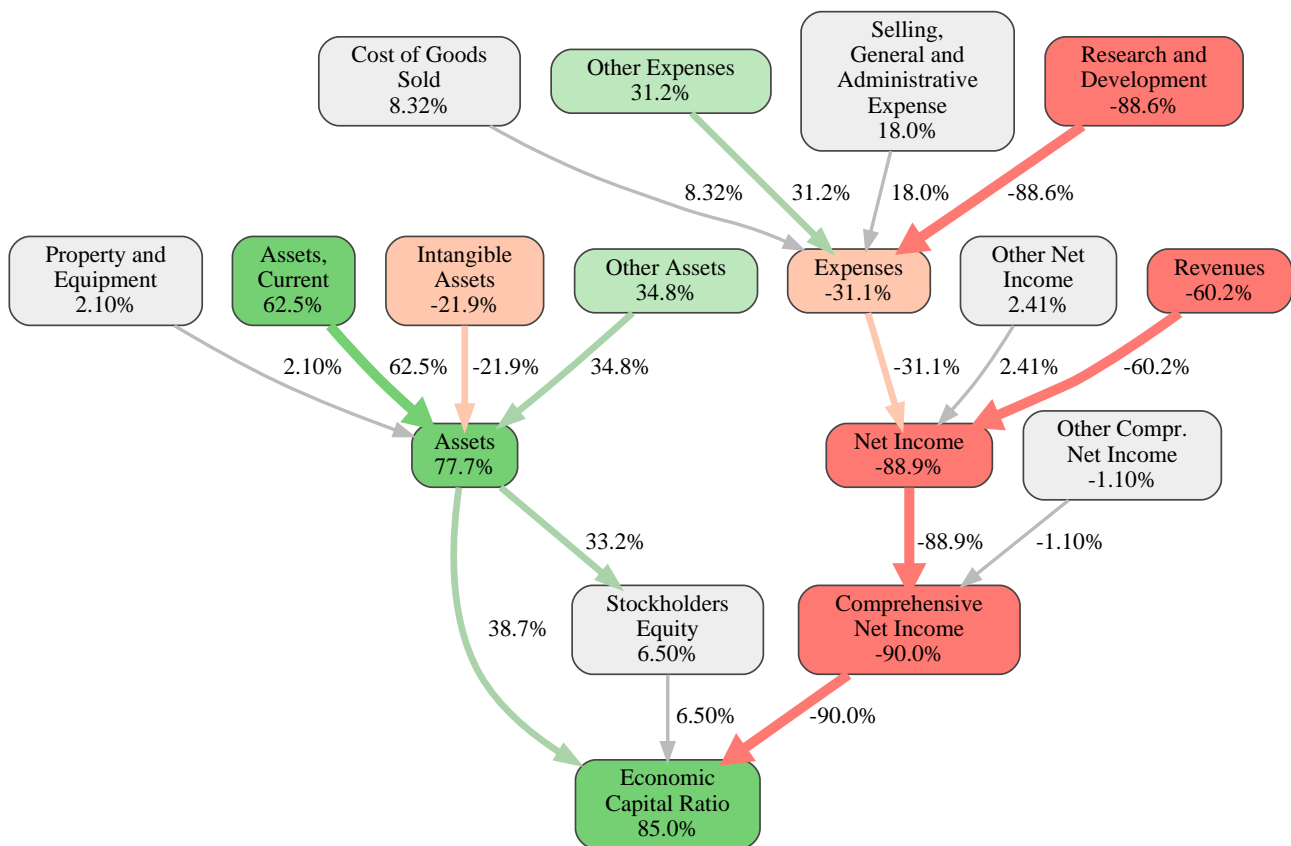 Cost of Goods
Sold
8.32%
Other Expenses
31.2%
Selling,
General and
Administrative
Expense
18.0%
Research and
Development
-88.6%
8.32%
31.2%
18.0%
-88.6%
Property and
Equipment
2.10%
Assets,
Current
62.5%
Intangible
Assets
-21.9%
Other Assets
34.8%
Expenses
-31.1%
Other Net
Income
2.41%
Revenues
-60.2%
2.10%
62.5%
-21.9%
34.8%
-31.1%
2.41%
-60.2%
Assets
77.7%
Net Income
-88.9%
Other Compr.
Net Income
-1.10%
33.2%
-88.9%
-1.10%
38.7%
Stockholders
Equity
6.50%
Comprehensive
Net Income
-90.0%
6.50%
-90.0%
Economic
Capital Ratio
85.0%